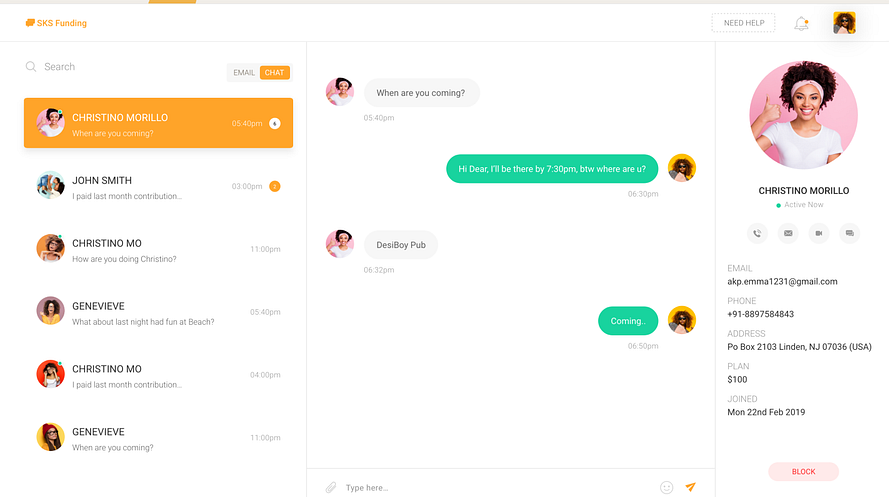 SKS Funding
NEED HELP
Search
EMAIL CHAT
CHRISTINO MORILLO
When are you coming?
05:40pm
6
JOHN SMITH
I paid last month contribution...
03:00pm
2
CHRISTINO MO
How are you doing Christino?
11:00pm
GENEVIEVE
What about last night had fun at Beach?
05.40pm
CHRISTINO MO
I paid last month contribution...
04:00pm
GENEVIEVE
When are you coming?
11:00pm
When are you coming?
05:40pm
Hi Dear, I'll be there by 7:30pm, btw where are u?
06:30pm
DesiBoy Pub
06:32pm
Coming..
06:50pm
Type here...
CHRISTINO MORILLO
Active Now
EMAIL
akp.emma1231@gmail.com
PHONE
+91-8897584843
ADDRESS
Po Box 2103 Linden, NJ 07036 (USA)
PLAN
$100
JOINED
Mon 22nd Feb 2019
BLOCK